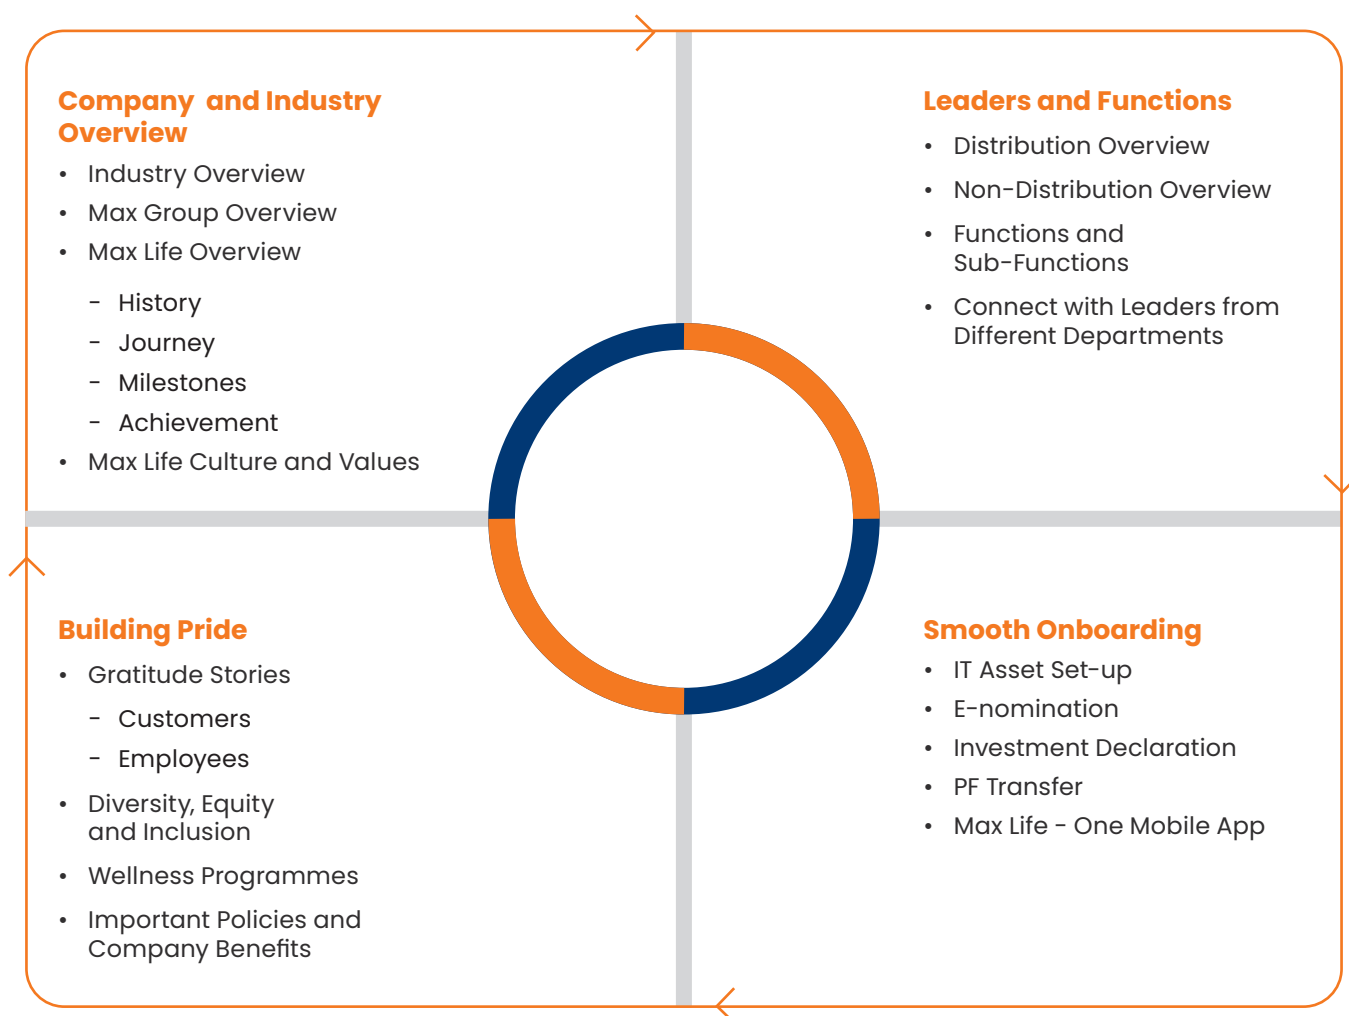 Company and Industry
Overview
• Industry Overview
• Max Group Overview
• Max Life Overview
- History
- Journey
- Milestones
- Achievement
• Max Life Culture and Values
Leaders and Functions
• Distribution Overview
• Non-Distribution Overview
• Functions and
Sub-Functions
• Connect with Leaders from
Different Departments
Building Pride
• Gratitude Stories
- Customers
- Employees
• Diversity, Equity
and Inclusion
• Wellness Programmes
• Important Policies and
Company Benefits
Smooth Onboarding
• IT Asset Set-up
• E-nomination
• Investment Declaration
• PF Transfer
• Max Life - One Mobile App